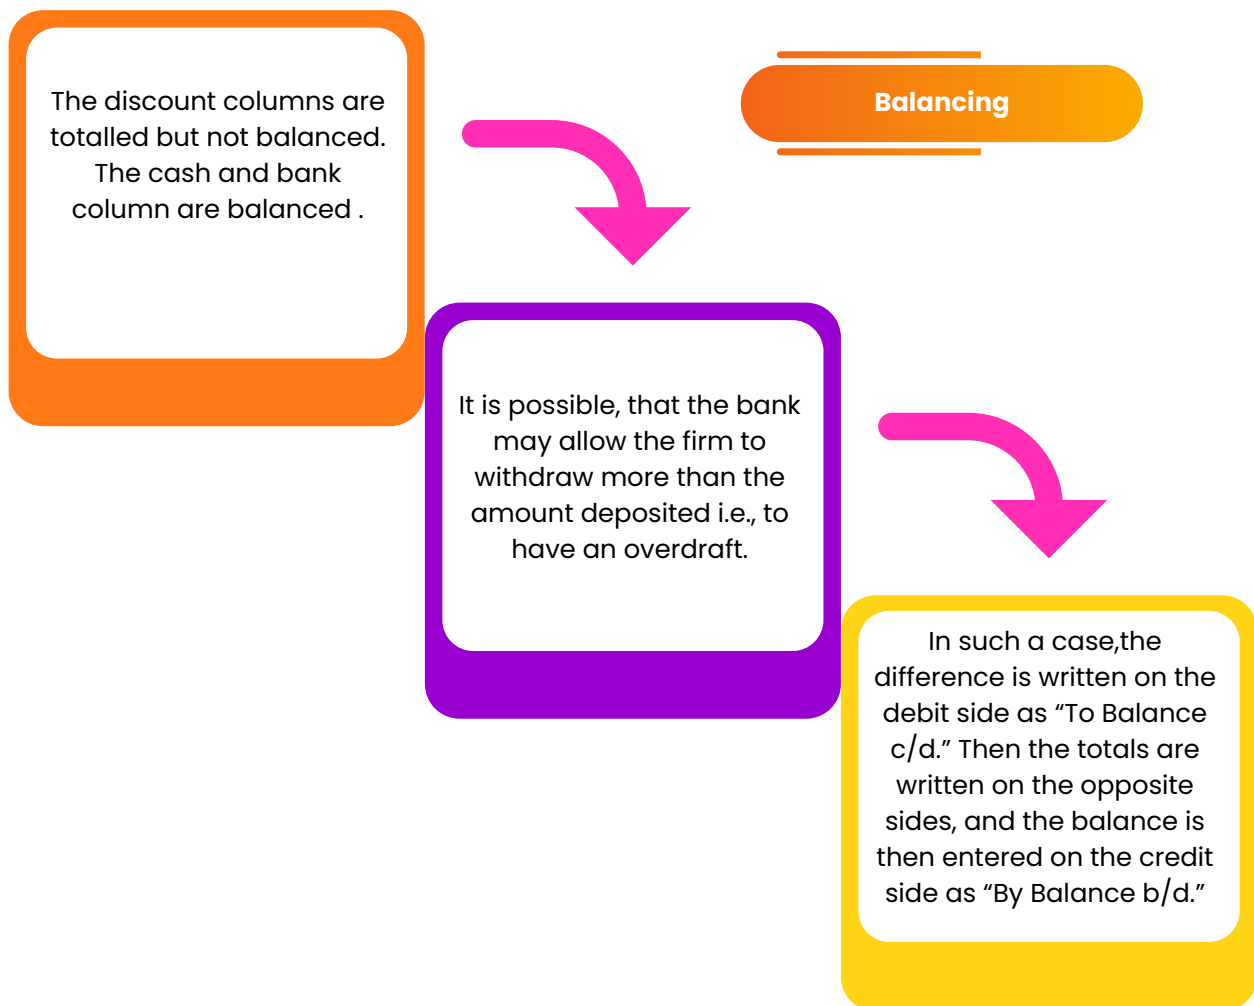 Balancing
The discount columns are
totalled but not balanced.
The cash and bank
column are balanced .
It is possible, that the bank
may allow the firm to
withdraw more than the
amount deposited i.e., to
have an overdraft.
In such a case,the
difference is written on the
debit side as “To Balance
c/d.” Then the totals are
written on the opposite
sides, and the balance is
then entered on the credit
side as “By Balance b/d.”